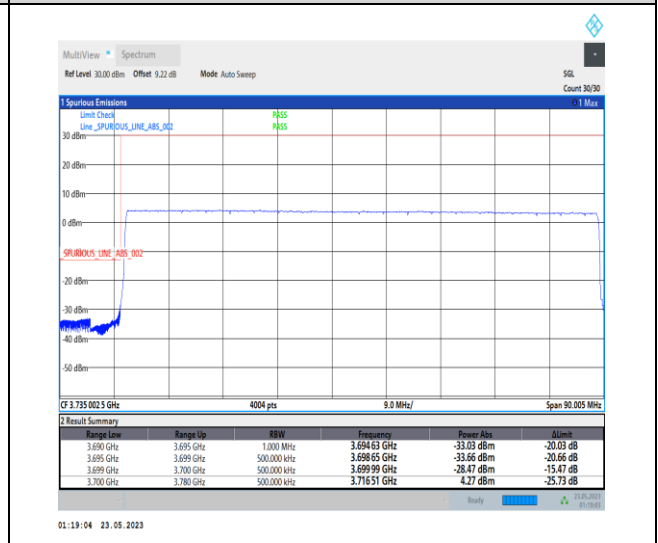 MultiView Spectrum
Ref Level 30.00 dBm Offset 9.22 dB Mode Auto Sweep SGL
Count 30/30
1 Spurious Emissions 1 Max
Limit Check PASS
Line _SPURIOUS_LINE_ABS_002 PASS
30 dBm
20 dBm
10 dBm
0 dBm
_SPURIOUS_LINE_ABS_002
-20 dBm
-30 dBm
-40 dBm
-50 dBm
CF 3.735 002 5 GHz 4004 pts 9.0 MHz/ Span 90.005 MHz
2 Result Summary
Range Low Range Up RBW Frequency Power Abs ΔLimit
3.690 GHz 3.695 GHz 1.000 MHz 3.694 63 GHz -33.03 dBm -20.03 dB
3.695 GHz 3.699 GHz 500.000 kHz 3.698 65 GHz -33.66 dBm -20.66 dB
3.699 GHz 3.700 GHz 500.000 kHz 3.699 99 GHz -28.47 dBm -15.47 dB
3.700 GHz 3.780 GHz 500.000 kHz 3.716 51 GHz 4.27 dBm -25.73 dB
Ready 23.05.2023
01:19:03
01:19:04 23.05.2023